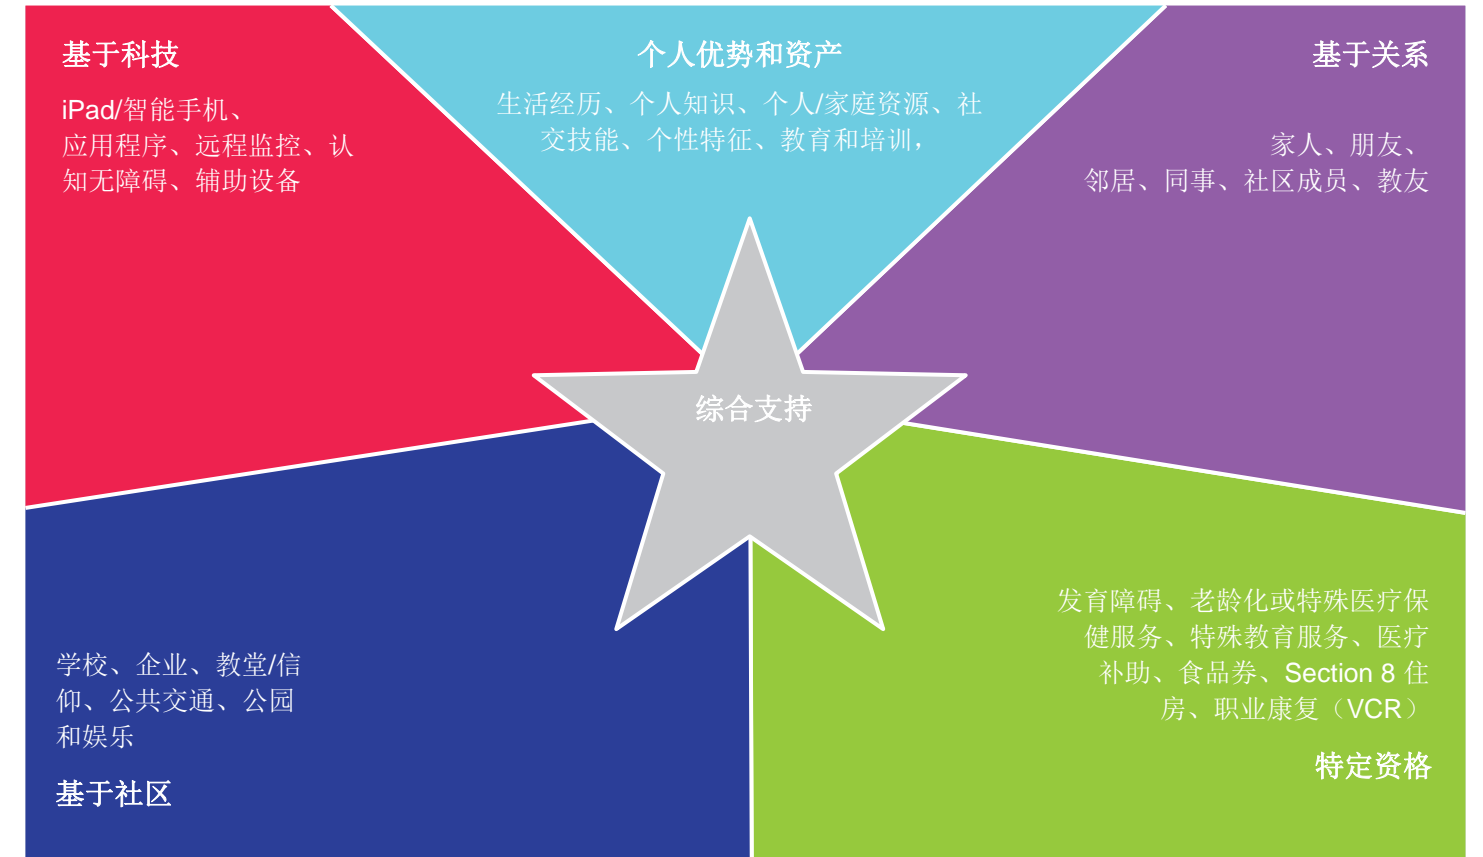 基于科技
iPad/智能手机、
应用程序、远程监控、认
知无障碍、辅助设备
个人优势和资产
生活经历、个人知识、个人/家庭资源、社
交技能、个性特征、教育和培训，
基于关系
家人、朋友、
邻居、同事、社区成员、教友
综合支持
学校、企业、教堂/信
仰、公共交通、公园
和娱乐
基于社区
发育障碍、老龄化或特殊医疗保
健服务、特殊教育服务、医疗
补助、食品券、Section 8 住
房、职业康复（VCR）
特定资格